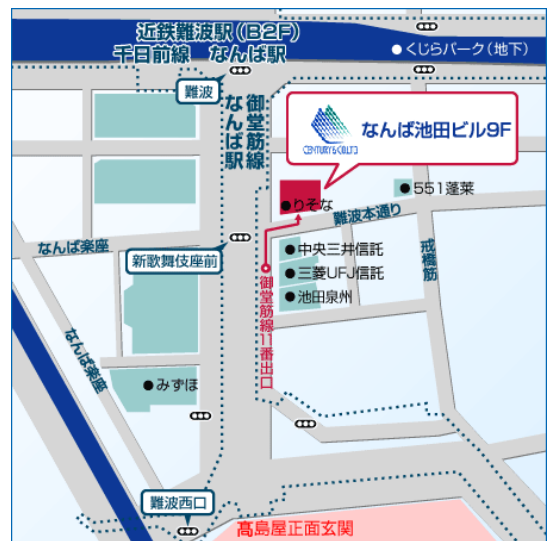 近鉄難波駅（B2F）
千日前線　なんば駅
くじらパーク（地下）
難波
御堂筋線
なんば駅
CENTURY&CO.LTD
なんば池田ビル9F
りそな
551蓬莱
難波本通り
なんば楽座
新歌舞伎座前
中央三井信託
三菱UFJ信託
池田泉州
戎橋筋
御堂筋線11番出口
なんば楽座
みずほ
難波西口
髙島屋正面玄関